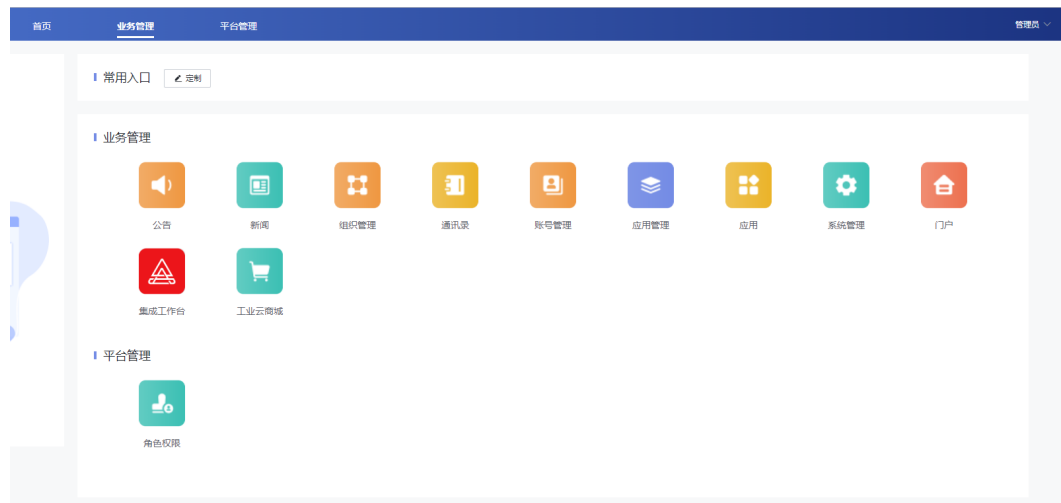 首页 业务管理 平台管理 管理员
常用入口 定制
业务管理
公告 新闻 组织管理 通讯录 账号管理 应用管理 应用 系统管理 门户
集成工作台 工业云商城
平台管理
角色权限